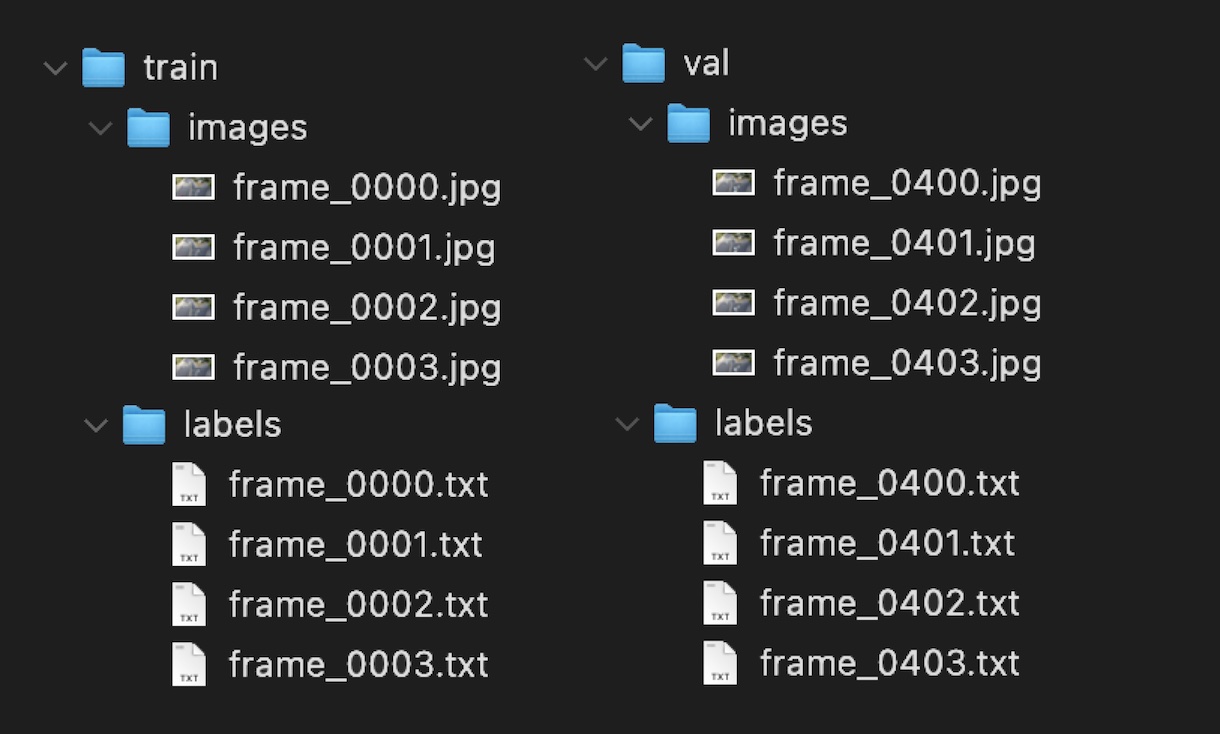 train
images
frame_0000.jpg
frame_0001.jpg
frame_0002.jpg
frame_0003.jpg
labels
TXT frame_0000.txt
TXT frame_0001.txt
TXT frame_0002.txt
TXT frame_0003.txt
val
images
frame_0400.jpg
frame_0401.jpg
frame_0402.jpg
frame_0403.jpg
labels
TXT frame_0400.txt
TXT frame_0401.txt
TXT frame_0402.txt
TXT frame_0403.txt